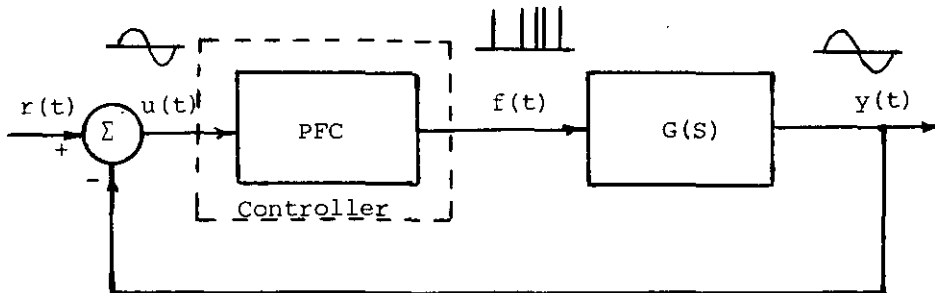 r(t)
+
-
Σ
u(t)
PFC
Controller
f(t)
G(S)
y(t)